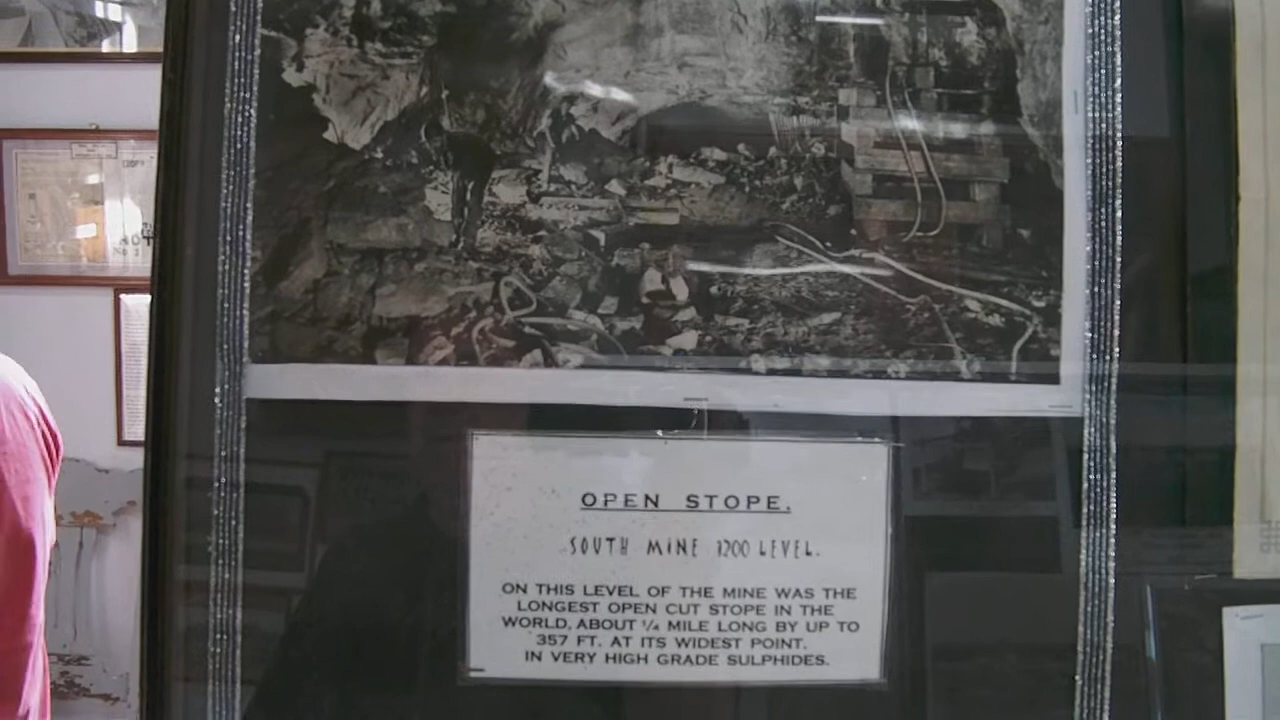 OPEN STOPE.
SOUTH MINE 1200 LEVEL.
ON THIS LEVEL OF THE MINE WAS THE
LONGEST OPEN CUT STOPE IN THE
WORLD, ABOUT ¼ MILE LONG BY UP TO
357 FT. AT ITS WIDEST POINT.
IN VERY HIGH GRADE SULPHIDES.